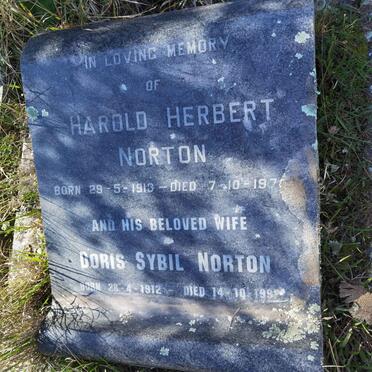 IN LOVING MEMORY
OF
HAROLD HERBERT
NORTON
BORN 29-5-1913 - DIED 7-10-197
AND HIS BELOVED WIFE
DORIS SYBIL NORTON
BORN 28-4-1912 - DIED 14-10-199